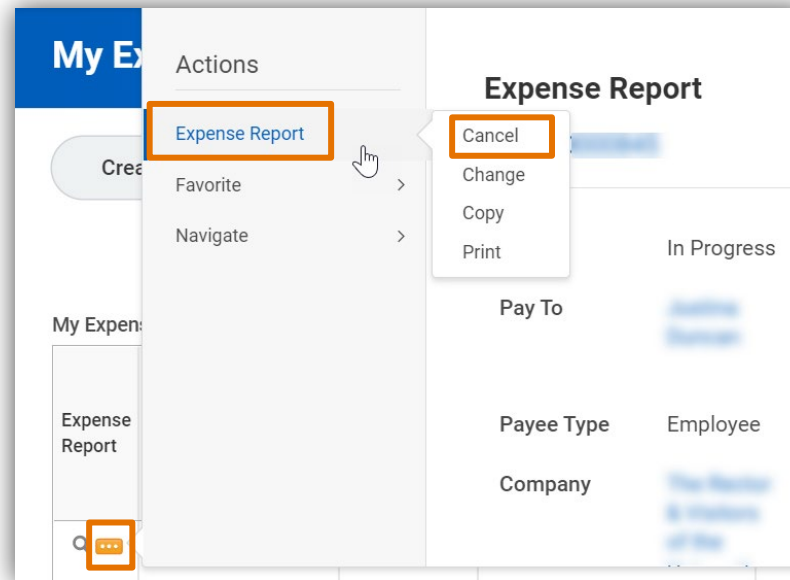 My Ex
Actions
Expense Report
Expense Report
Cancel
Crea
Change
Favorite
Copy
Navigate
Print
In Progress
My Expens
Pay To
Expense
Report
Payee Type
Employee
Company